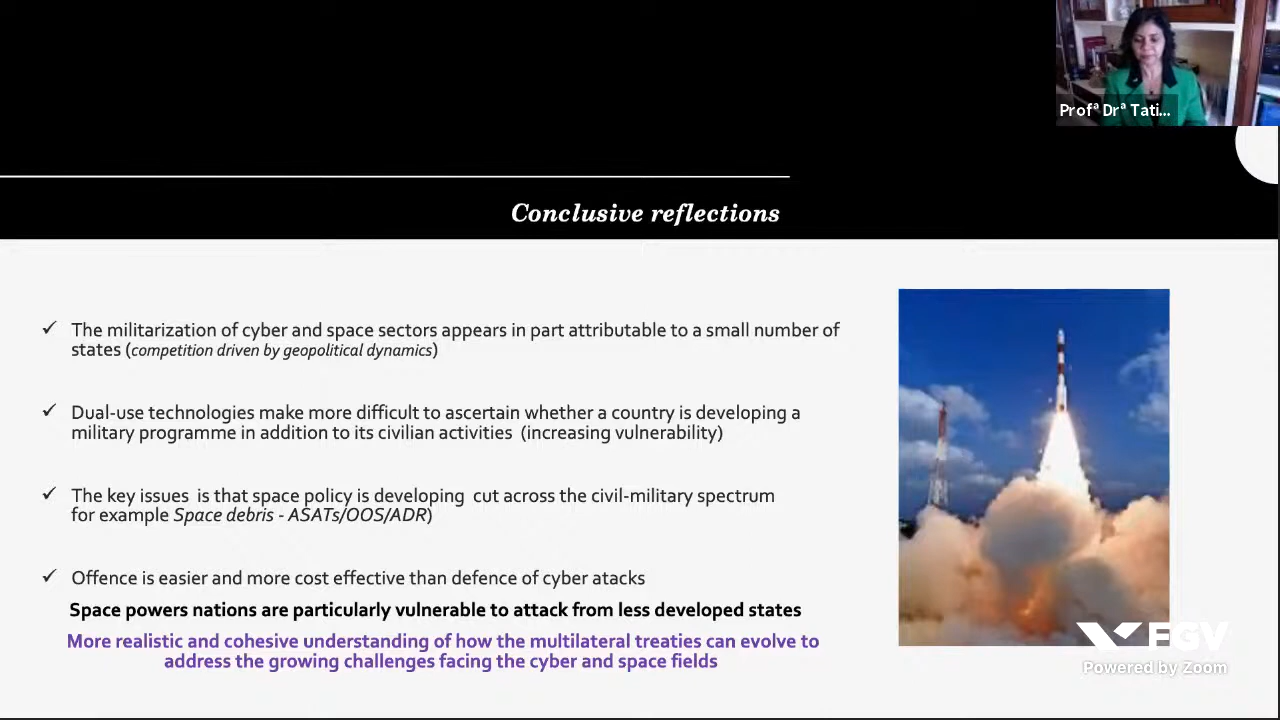 Profª Drª Tati...
Conclusive reflections
✓ The militarization of cyber and space sectors appears in part attributable to a small number of
states (competition driven by geopolitical dynamics)
✓ Dual-use technologies make more difficult to ascertain whether a country is developing a
military programme in addition to its civilian activities (increasing vulnerability)
✓ The key issues is that space policy is developing cut across the civil-military spectrum
for example Space debris - ASATs/OOS/ADR)
✓ Offence is easier and more cost effective than defence of cyber atacks
Space powers nations are particularly vulnerable to attack from less developed states
More realistic and cohesive understanding of how the multilateral treaties can evolve to
address the growing challenges facing the cyber and space fields
FGV
Powered by Zoom